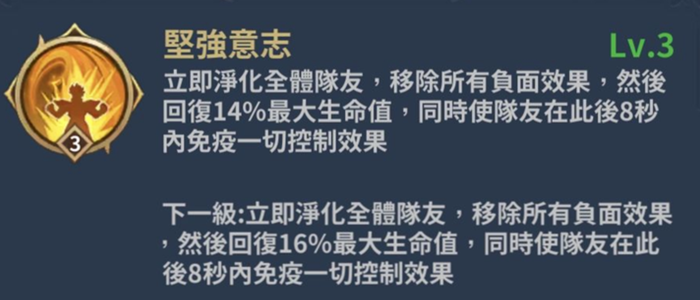 堅強意志
Lv.3
立即淨化全體隊友，移除所有負面效果，然後
回復14%最大生命值，同時使隊友在此後8秒
內免疫一切控制效果
3
下一級:立即淨化全體隊友，移除所有負面效果
，然後回復16%最大生命值，同時使隊友在此
後8秒內免疫一切控制效果